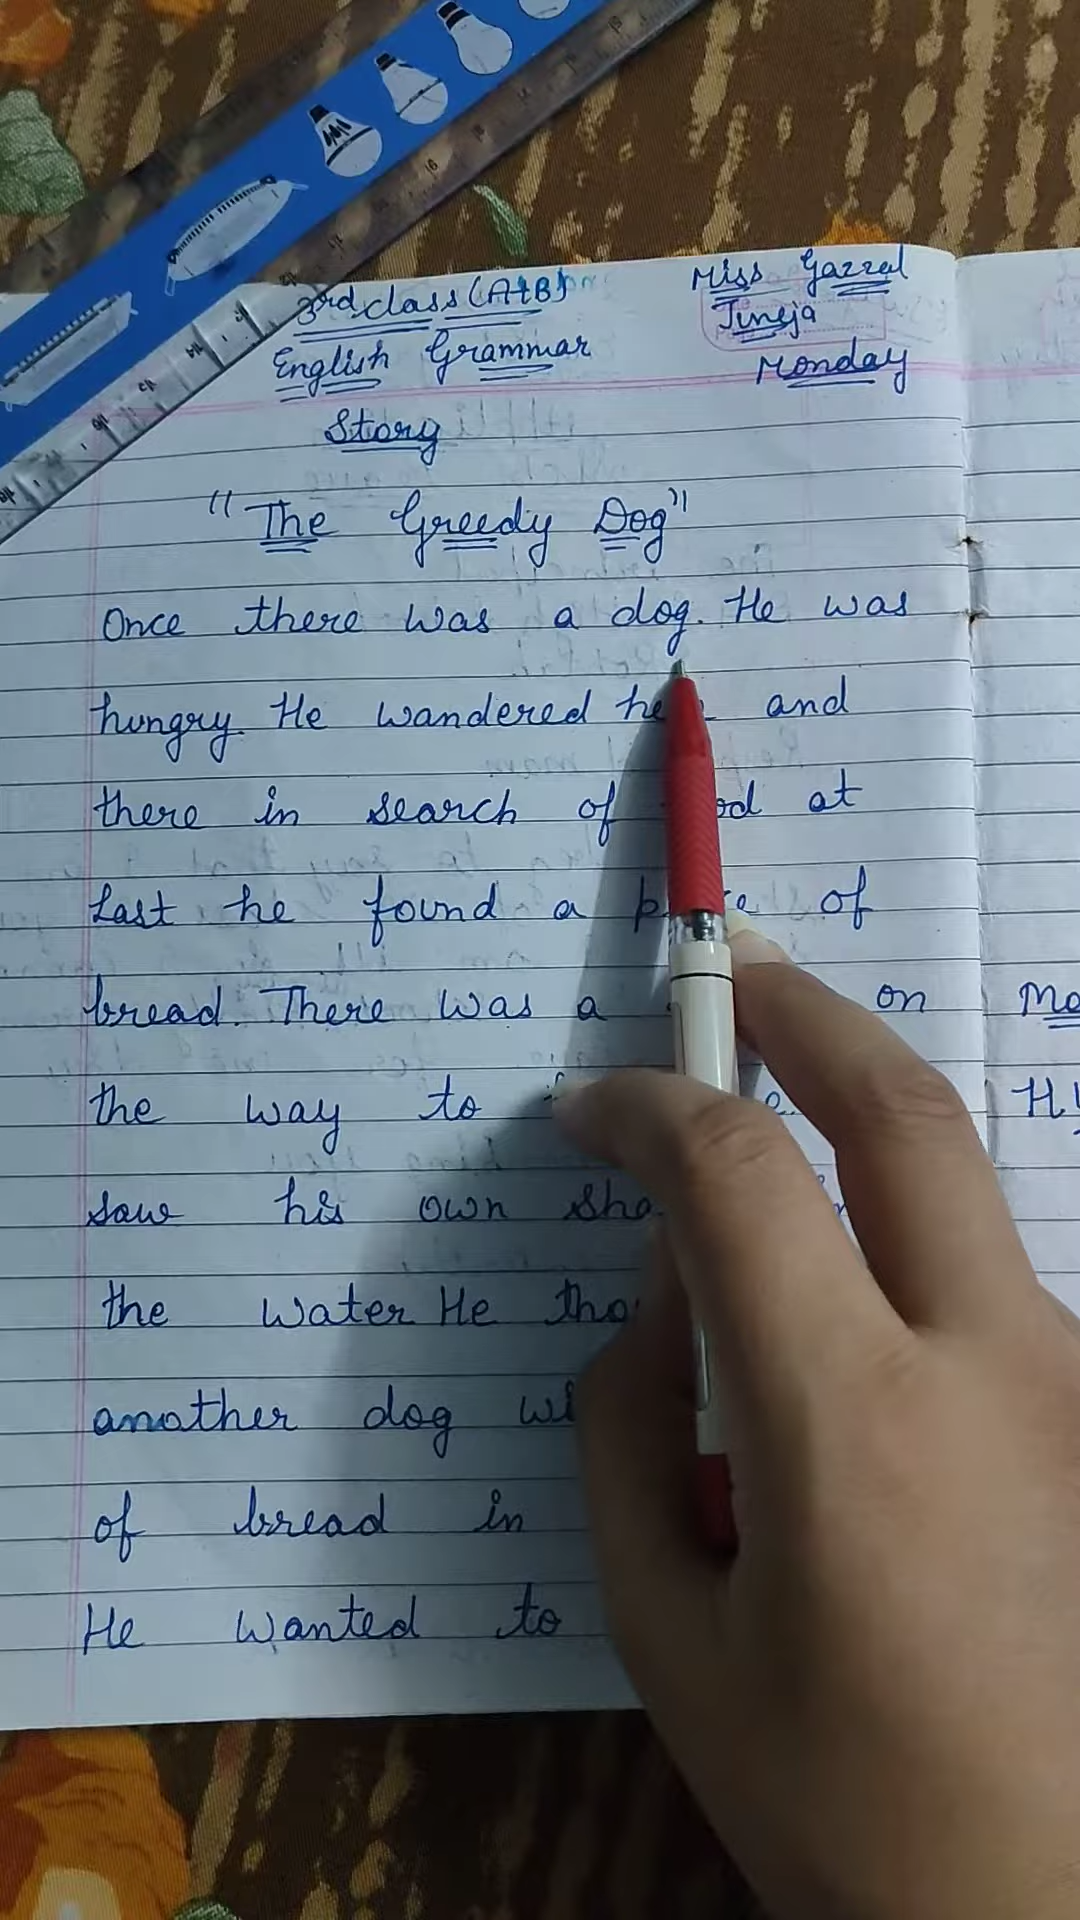 3rd class (A+B)
Miss Gazzal
Juneja
English Grammar
Monday
Story
"The Greedy Dog"
Once there was a dog. He was
hungry. He wandered and
there in search of at
last he found a of
bread. There was a on
the way to
saw his own
the water He
another dog
of bread in
He wanted to